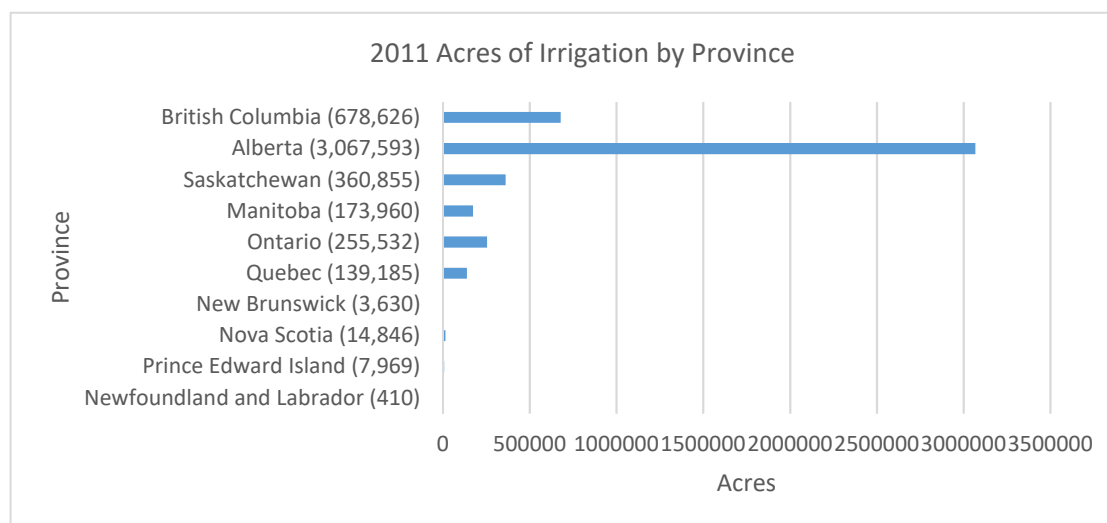 2011 Acres of Irrigation by Province
British Columbia (678,626)
Alberta (3,067,593)
Saskatchewan (360,855)
Manitoba (173,960)
Ontario (255,532)
Quebec (139,185)
New Brunswick (3,630)
Nova Scotia (14,846)
Prince Edward Island (7,969)
Newfoundland and Labrador (410)
Province
0 500000 1000000 1500000 2000000 2500000 3000000 3500000
Acres